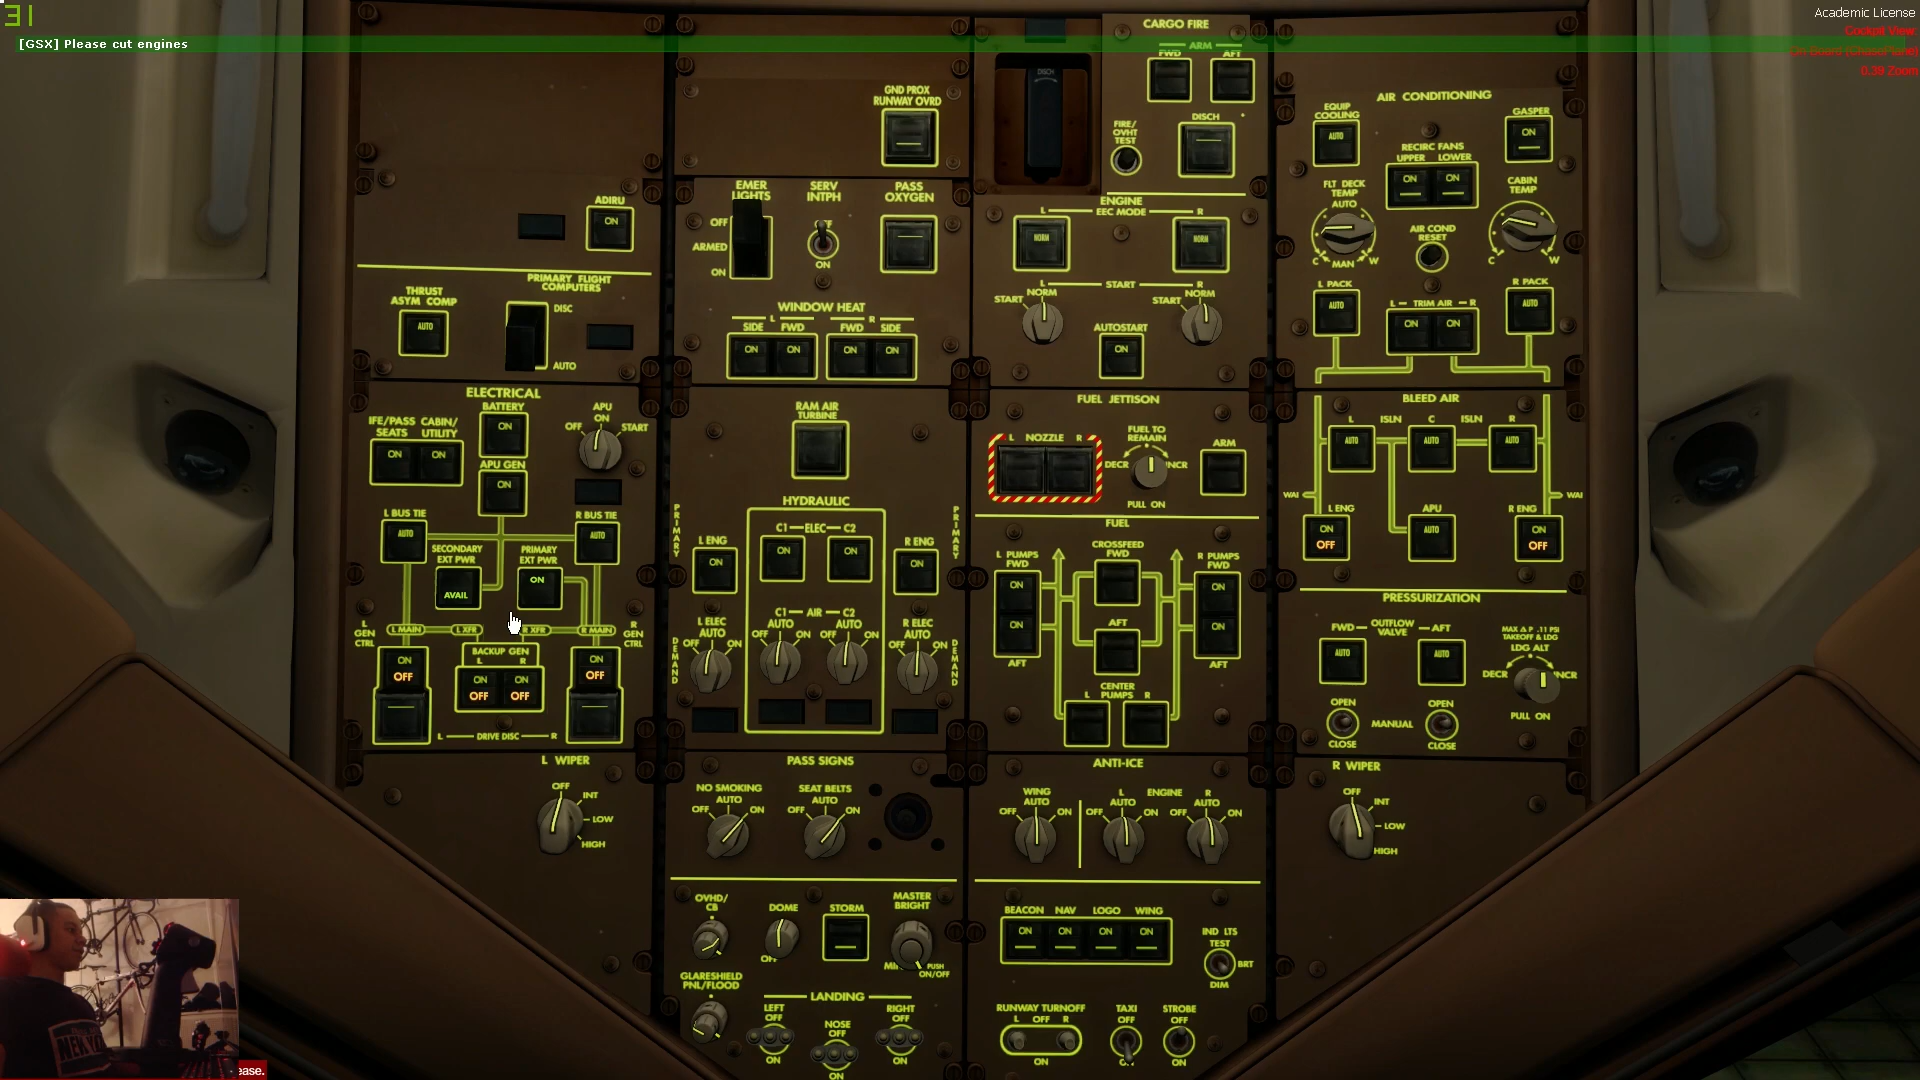 31
Academic License
[GSX] Please cut engines
Cockpit View:
0.39 Zoom
CARGO FIRE
ARM
FWD AFT
FIRE/
OVHT
TEST
DISCH
DISCH
GND PROX
RUNWAY OVRD
ADIRU
ON
THRUST
ASYM COMP
AUTO
PRIMARY FLIGHT
COMPUTERS
DISC
AUTO
EMER
LIGHTS
OFF
ARMED
ON
SERV
INTPH
OFF
ON
PASS
OXYGEN
WINDOW HEAT
L R
SIDE FWD FWD SIDE
ON ON ON ON
ENGINE
L EEC MODE R
NORM NORM
L START R
START NORM START NORM
AUTOSTART
ON
AIR CONDITIONING
EQUIP
COOLING
AUTO
GASPER
ON
RECIRC FANS
UPPER LOWER
ON ON
FLT DECK
TEMP
AUTO
C MAN W
CABIN
TEMP
C W
AIR COND
RESET
L PACK
AUTO
L TRIM AIR R
ON ON
R PACK
AUTO
ELECTRICAL
BATTERY
ON
IFE/PASS CABIN/
SEATS UTILITY
ON ON
APU
ON
OFF START
APU GEN
ON
L BUS TIE
AUTO
R BUS TIE
AUTO
SECONDARY
EXT PWR
AVAIL
PRIMARY
EXT PWR
ON
L MAIN L XFR R XFR R MAIN
L
GEN
CTRL
ON
OFF
BACKUP GEN
L R
ON ON
OFF OFF
R
GEN
CTRL
ON
OFF
L DRIVE DISC R
RAM AIR
TURBINE
HYDRAULIC
PRIMARY
PRIMARY
L ENG
ON
C1 ELEC C2
ON ON
R ENG
ON
DEMAND
DEMAND
L ELEC
AUTO
OFF ON
C1 AIR C2
AUTO AUTO
OFF ON OFF ON
R ELEC
AUTO
OFF ON
FUEL JETTISON
L NOZZLE R
FUEL TO
REMAIN
DECR INCR
PULL ON
ARM
FUEL
L PUMPS
FWD
ON
ON
AFT
CROSSFEED
FWD
AFT
R PUMPS
FWD
ON
ON
AFT
CENTER
L PUMPS R
BLEED AIR
L ISLN C ISLN R
AUTO AUTO AUTO
WAI WAI
L ENG
ON
OFF
APU
AUTO
R ENG
ON
OFF
PRESSURIZATION
FWD OUTFLOW VALVE AFT
AUTO AUTO
MAX Δ P .11 PSI
TAKEOFF & LDG
LDG ALT
DECR INCR
PULL ON
OPEN OPEN
MANUAL
CLOSE CLOSE
L WIPER
OFF
INT
LOW
HIGH
PASS SIGNS
NO SMOKING
AUTO
OFF ON
SEAT BELTS
AUTO
OFF ON
ANTI-ICE
WING
AUTO
OFF ON
L ENGINE R
AUTO AUTO
OFF ON OFF ON
R WIPER
OFF
INT
LOW
HIGH
OVHD/
CB
DOME
OFF
STORM
MASTER
BRIGHT
PUSH
ON/OFF
GLARESHIELD
PNL/FLOOD
LANDING
LEFT
OFF
ON
NOSE
OFF
ON
RIGHT
OFF
ON
BEACON NAV LOGO WING
ON ON ON ON
IND LTS
TEST
BRT
DIM
RUNWAY TURNOFF
L OFF R
ON
TAXI
OFF
ON
STROBE
OFF
ON
ease.